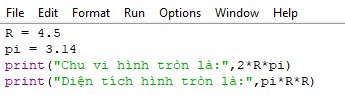 File Edit Format Run Options Window Help
R = 4.5
pi = 3.14
print("Chu vi hình tròn là:",2*R*pi)
print("Diện tích hình tròn là:",pi*R*R)